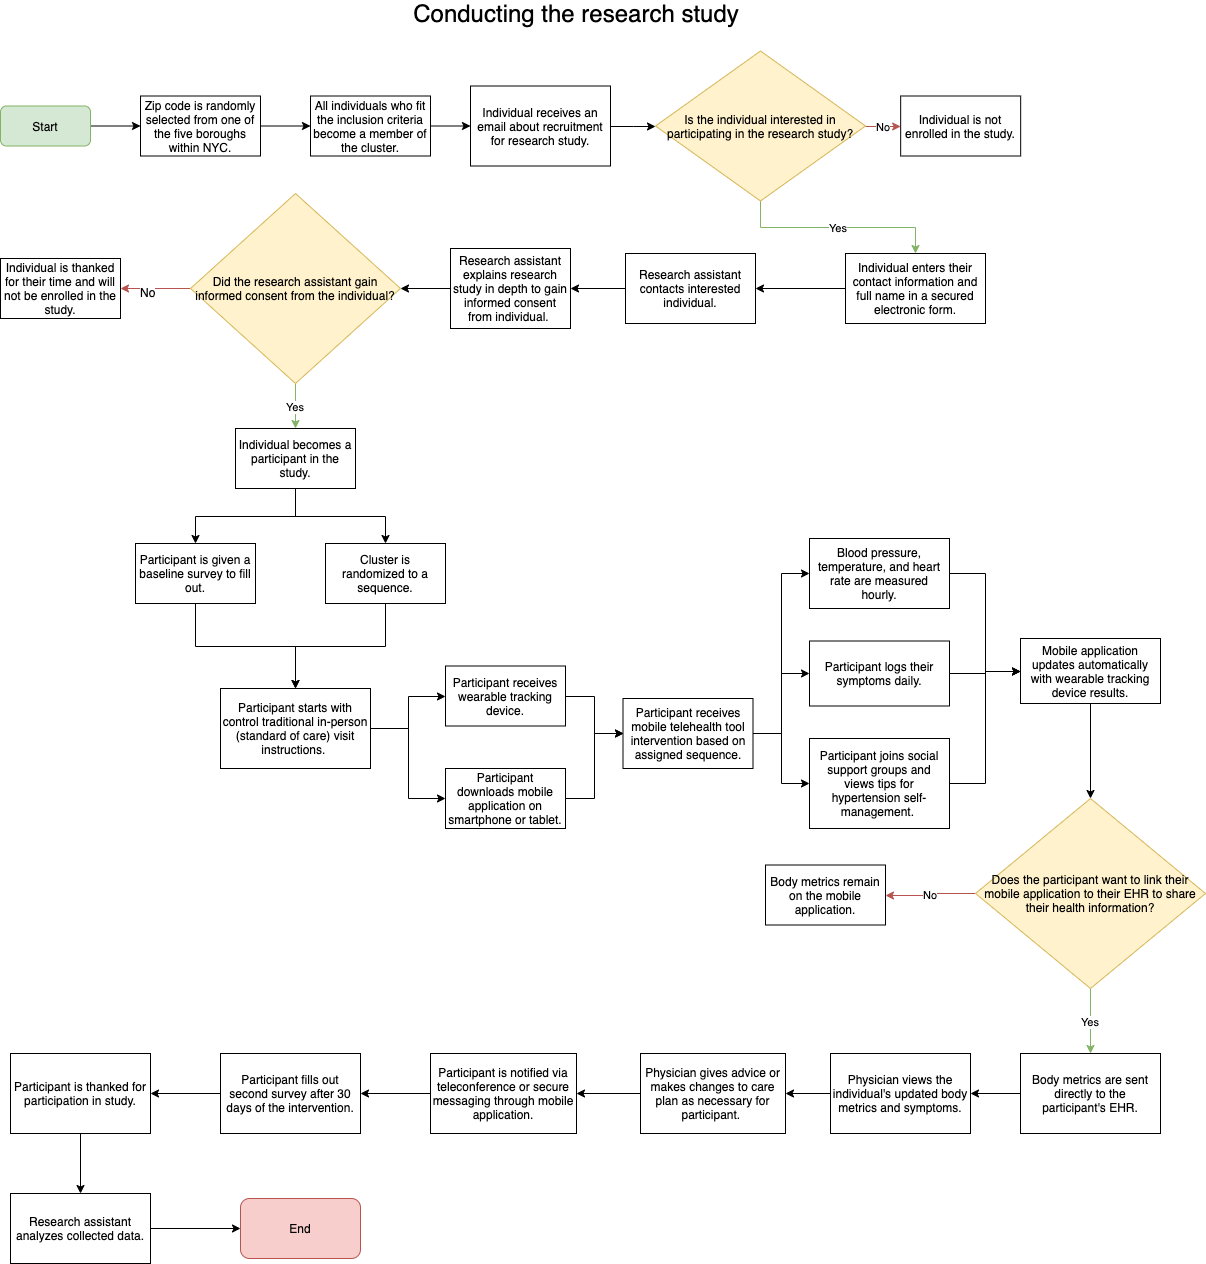 Conducting the research study
Start
Zip code is randomly
selected from one of
the five boroughs
within NYC.
All individuals who fit
the inclusion criteria
become a member of
the cluster.
Individual receives an
email about recruitment
for research study.
Is the individual interested in
participating in the research study?
No
Individual is not
enrolled in the study.
Yes
Individual is thanked
for their time and will
not be enrolled in the
study.
No
Did the research assistant gain
informed consent from the individual?
Research assistant
explains research
study in depth to gain
informed consent
from individual.
Research assistant
contacts interested
individual.
Individual enters their
contact information and
full name in a secured
electronic form.
Yes
Individual becomes a
participant in the
study.
Participant is given a
baseline survey to fill
out.
Cluster is
randomized to a
sequence.
Participant starts with
control traditional in-person
(standard of care) visit
instructions.
Participant receives
wearable tracking
device.
Participant
downloads mobile
application on
smartphone or tablet.
Participant receives
mobile telehealth tool
intervention based on
assigned sequence.
Blood pressure,
temperature, and heart
rate are measured
hourly.
Participant logs their
symptoms daily.
Participant joins social
support groups and
views tips for
hypertension self-
management.
Mobile application
updates automatically
with wearable tracking
device results.
Does the participant want to link their
mobile application to their EHR to share
their health information?
No
Body metrics remain
on the mobile
application.
Yes
Body metrics are sent
directly to the
participant's EHR.
Physician views the
individual's updated body
metrics and symptoms.
Physician gives advice or
makes changes to care
plan as necessary for
participant.
Participant is notified via
teleconference or secure
messaging through mobile
application.
Participant fills out
second survey after 30
days of the intervention.
Participant is thanked for
participation in study.
Research assistant
analyzes collected data.
End